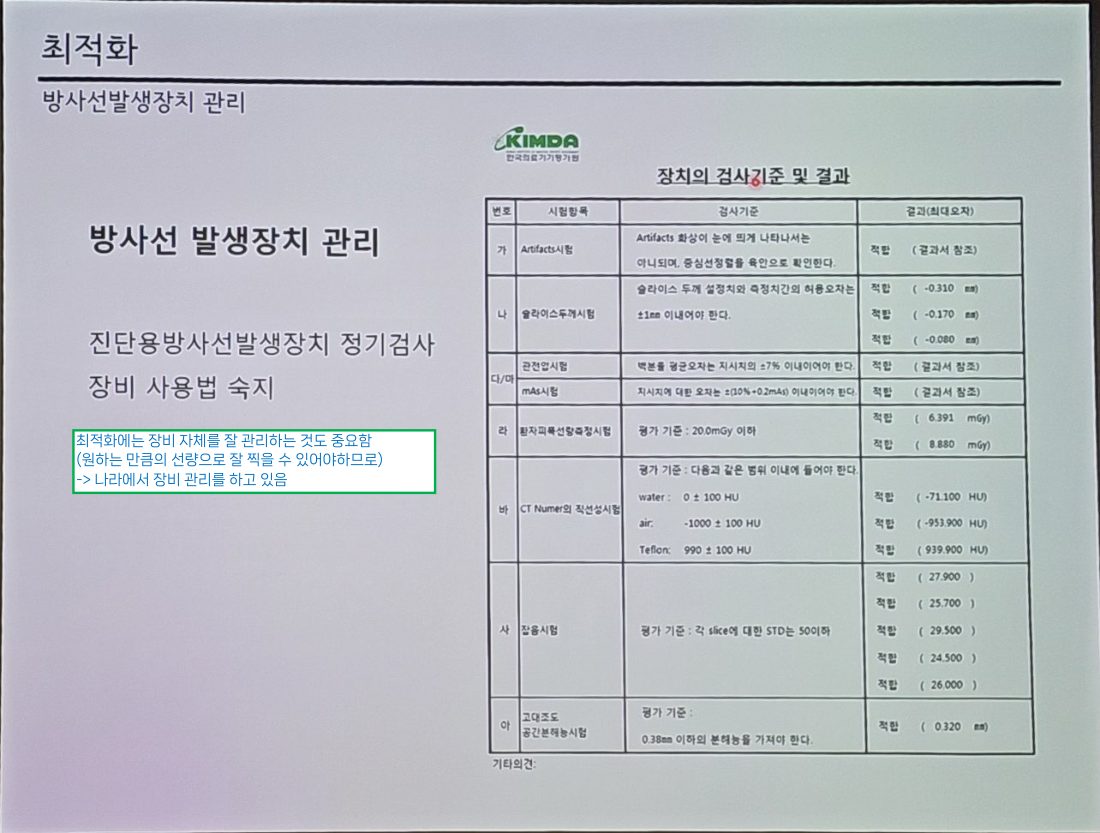 최적화
방사선발생장치 관리
방사선 발생장치 관리
진단용방사선발생장치 정기검사
장비 사용법 숙지
최적화에는 장비 자체를 잘 관리하는 것도 중요함
(원하는 만큼의 선량으로 잘 찍을 수 있어야하므로)
-> 나라에서 장비 관리를 하고 있음
KIMDA
한국의료기기평가원
장치의 검사기준 및 결과
번호 시험항목 검사기준 결과(최대오차)
가 Artifacts시험 Artifacts 화상이 눈에 띄게 나타나서는
아니되며, 중심선정렬을 육안으로 확인한다. 적합 (결과서 참조)
나 슬라이스두께시험 슬라이스 두께 설정치와 측정치간의 허용오차는
±1㎜ 이내어야 한다.
적합 ( -0.310 ㎜)
적합 ( -0.170 ㎜)
적합 ( -0.080 ㎜)
다/마 관전압시험 백분율 평균오차는 지시치의 ±7% 이내이어야 한다. 적합 (결과서 참조)
mAs시험 지시치에 대한 오차는 ±(10%+0.2mAs) 이내이어야 한다. 적합 (결과서 참조)
라 환자피폭선량측정시험 평가 기준 : 20.0mGy 이하
적합 ( 6.391 mGy)
적합 ( 8.880 mGy)
바 CT Numer의 직선성시험 평가 기준 : 다음과 같은 범위 이내에 들어야 한다.
water : 0 ± 100 HU 적합 ( -71.100 HU)
air: -1000 ± 100 HU 적합 ( -953.900 HU)
Teflon: 990 ± 100 HU 적합 ( 939.900 HU)
사 잡음시험 평가 기준 : 각 slice에 대한 STD는 50이하
적합 ( 27.900 )
적합 ( 25.700 )
적합 ( 29.500 )
적합 ( 24.500 )
적합 ( 26.000 )
아 고대조도
공간분해능시험 평가 기준 :
0.38㎜ 이하의 분해능을 가져야 한다. 적합 ( 0.320 ㎜)
기타의견: